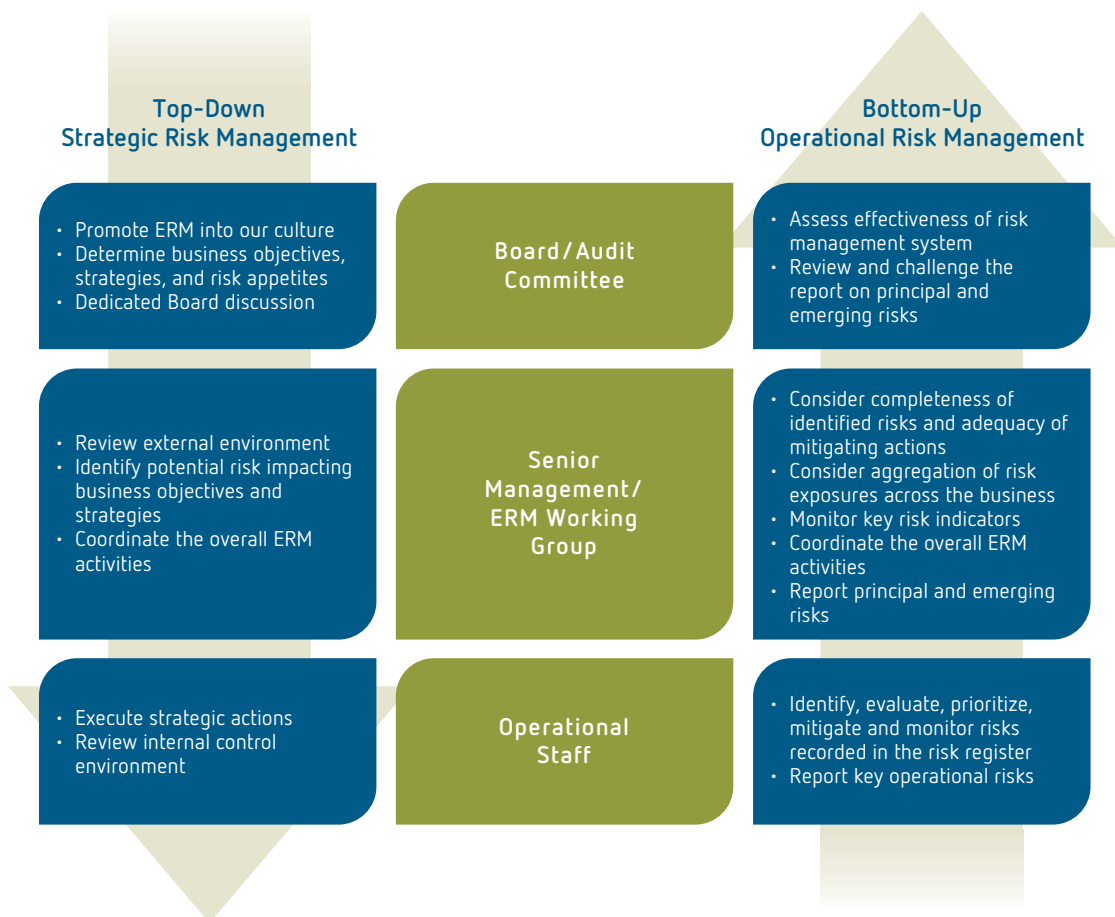 Top-Down
Strategic Risk Management
Bottom-Up
Operational Risk Management
• Promote ERM into our culture
• Determine business objectives,
strategies, and risk appetites
• Dedicated Board discussion
Board/Audit
Committee
• Assess effectiveness of risk
management system
• Review and challenge the
report on principal and
emerging risks
• Review external environment
• Identify potential risk impacting
business objectives and
strategies
• Coordinate the overall ERM
activities
Senior
Management/
ERM Working
Group
• Consider completeness of
identified risks and adequacy of
mitigating actions
• Consider aggregation of risk
exposures across the business
• Monitor key risk indicators
• Coordinate the overall ERM
activities
• Report principal and emerging
risks
• Execute strategic actions
• Review internal control
environment
Operational
Staff
• Identify, evaluate, prioritize,
mitigate and monitor risks
recorded in the risk register
• Report key operational risks